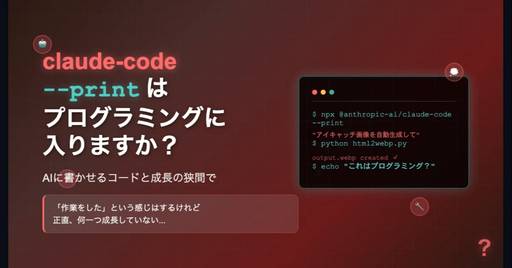 claude-code
--print は
プログラミングに
入りますか？
AIに書かせるコードと成長の狭間で
「作業をした」という感じはするけれど
正直、何一つ成長していない...
$ npx @anthropic-ai/claude-code
--print
"アイキャッチ画像を自動生成して"
$ python html2webp.py
output.webp created ✓
$ echo "これはプログラミング？"
?